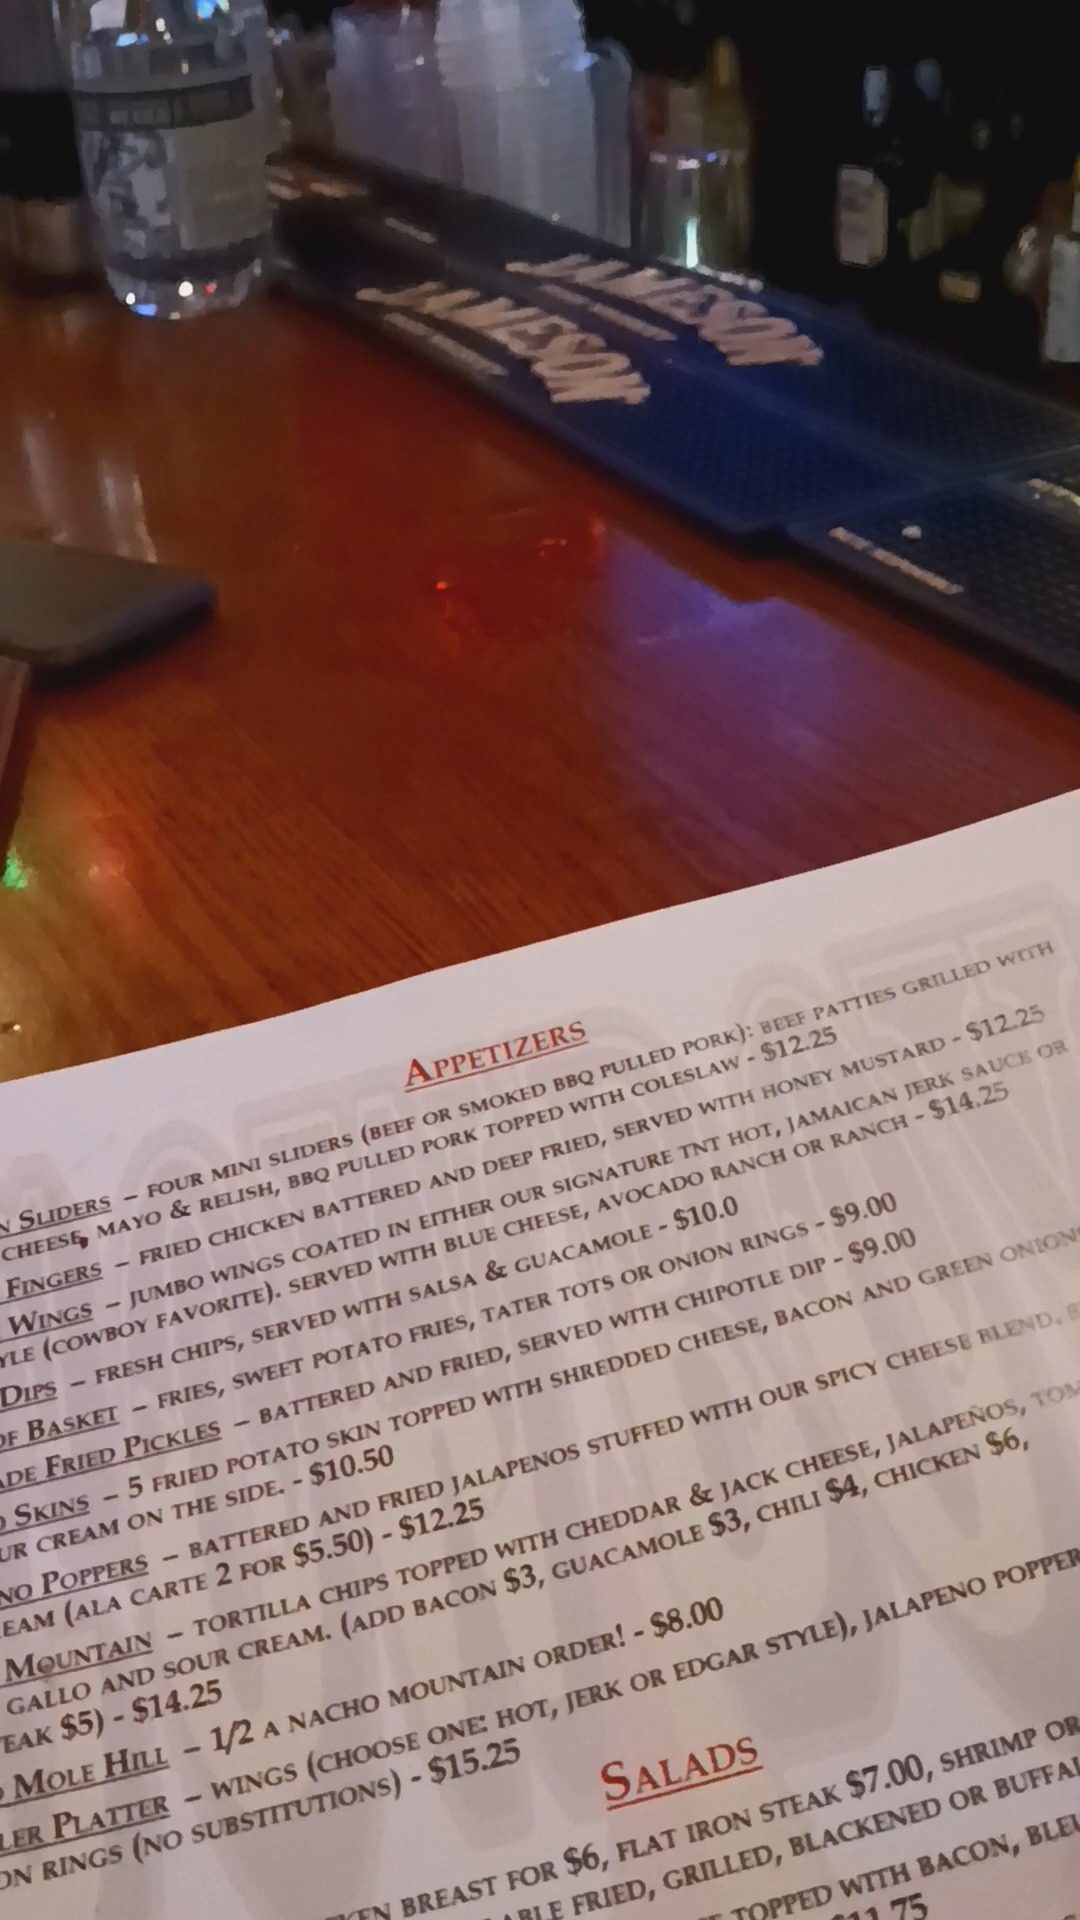 JAMESON
JAMESON
APPETIZERS
N SLIDERS – FOUR MINI SLIDERS (BEEF OR SMOKED BBQ PULLED PORK): BEEF PATTIES GRILLED WITH
CHEESE, MAYO & RELISH, BBQ PULLED PORK TOPPED WITH COLESLAW - $12.25
FINGERS – FRIED CHICKEN BATTERED AND DEEP FRIED, SERVED WITH HONEY MUSTARD - $12.25
WINGS – JUMBO WINGS COATED IN EITHER OUR SIGNATURE TNT HOT, JAMAICAN JERK SAUCE OR
YLE (COWBOY FAVORITE). SERVED WITH BLUE CHEESE, AVOCADO RANCH OR RANCH - $14.25
DIPS – FRESH CHIPS, SERVED WITH SALSA & GUACAMOLE - $10.0
OF BASKET – FRIES, SWEET POTATO FRIES, TATER TOTS OR ONION RINGS - $9.00
ADE FRIED PICKLES – BATTERED AND FRIED, SERVED WITH CHIPOTLE DIP - $9.00
O SKINS – 5 FRIED POTATO SKIN TOPPED WITH SHREDDED CHEESE, BACON AND GREEN ONIONS
UR CREAM ON THE SIDE. - $10.50
NO POPPERS – BATTERED AND FRIED JALAPENOS STUFFED WITH OUR SPICY CHEESE BLEND,
EAM (ALA CARTE 2 FOR $5.50) - $12.25
MOUNTAIN – TORTILLA CHIPS TOPPED WITH CHEDDAR & JACK CHEESE, JALAPEÑOS, TOM
GALLO AND SOUR CREAM. (ADD BACON $3, GUACAMOLE $3, CHILI $4, CHICKEN $6,
TEAK $5) - $14.25
O MOLE HILL – 1/2 A NACHO MOUNTAIN ORDER! - $8.00
LER PLATTER – WINGS (CHOOSE ONE: HOT, JERK OR EDGAR STYLE), JALAPENO POPPER
ON RINGS (NO SUBSTITUTIONS) - $15.25
SALADS
KEN BREAST FOR $6, FLAT IRON STEAK $7.00, SHRIMP OR
ABLE FRIED, GRILLED, BLACKENED OR BUFFAL
TOPPED WITH BACON, BLEU
$11.75